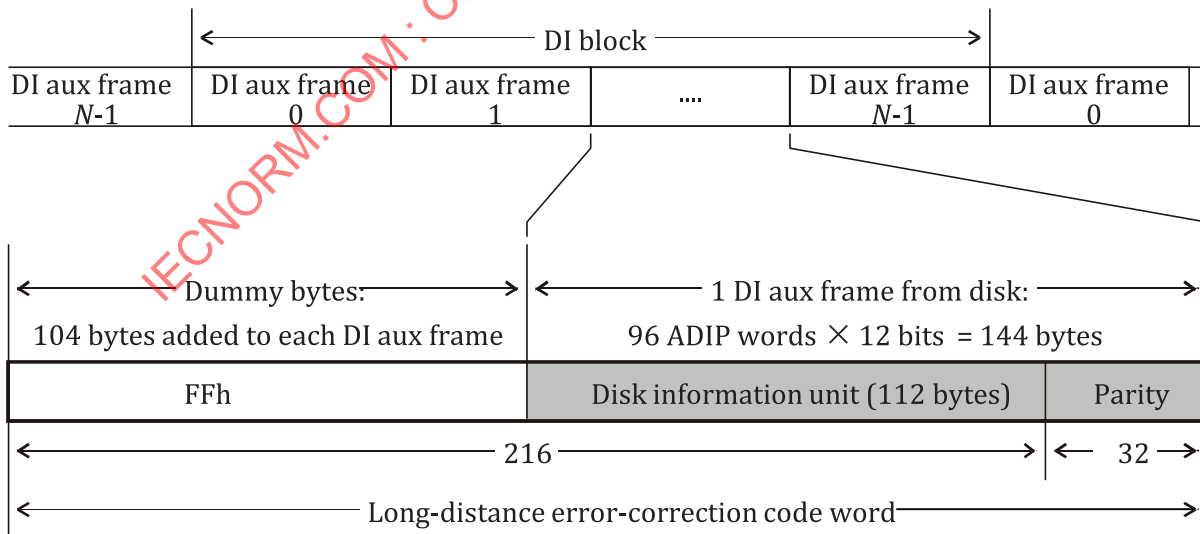 DI block
DI aux frame N-1
DI aux frame 0
DI aux frame 1
....
DI aux frame N-1
DI aux frame 0
Dummy bytes:
104 bytes added to each DI aux frame
1 DI aux frame from disk:
96 ADIP words × 12 bits = 144 bytes
FFh
Disk information unit (112 bytes)
Parity
216
32
Long-distance error-correction code word
IECNORM.COM :